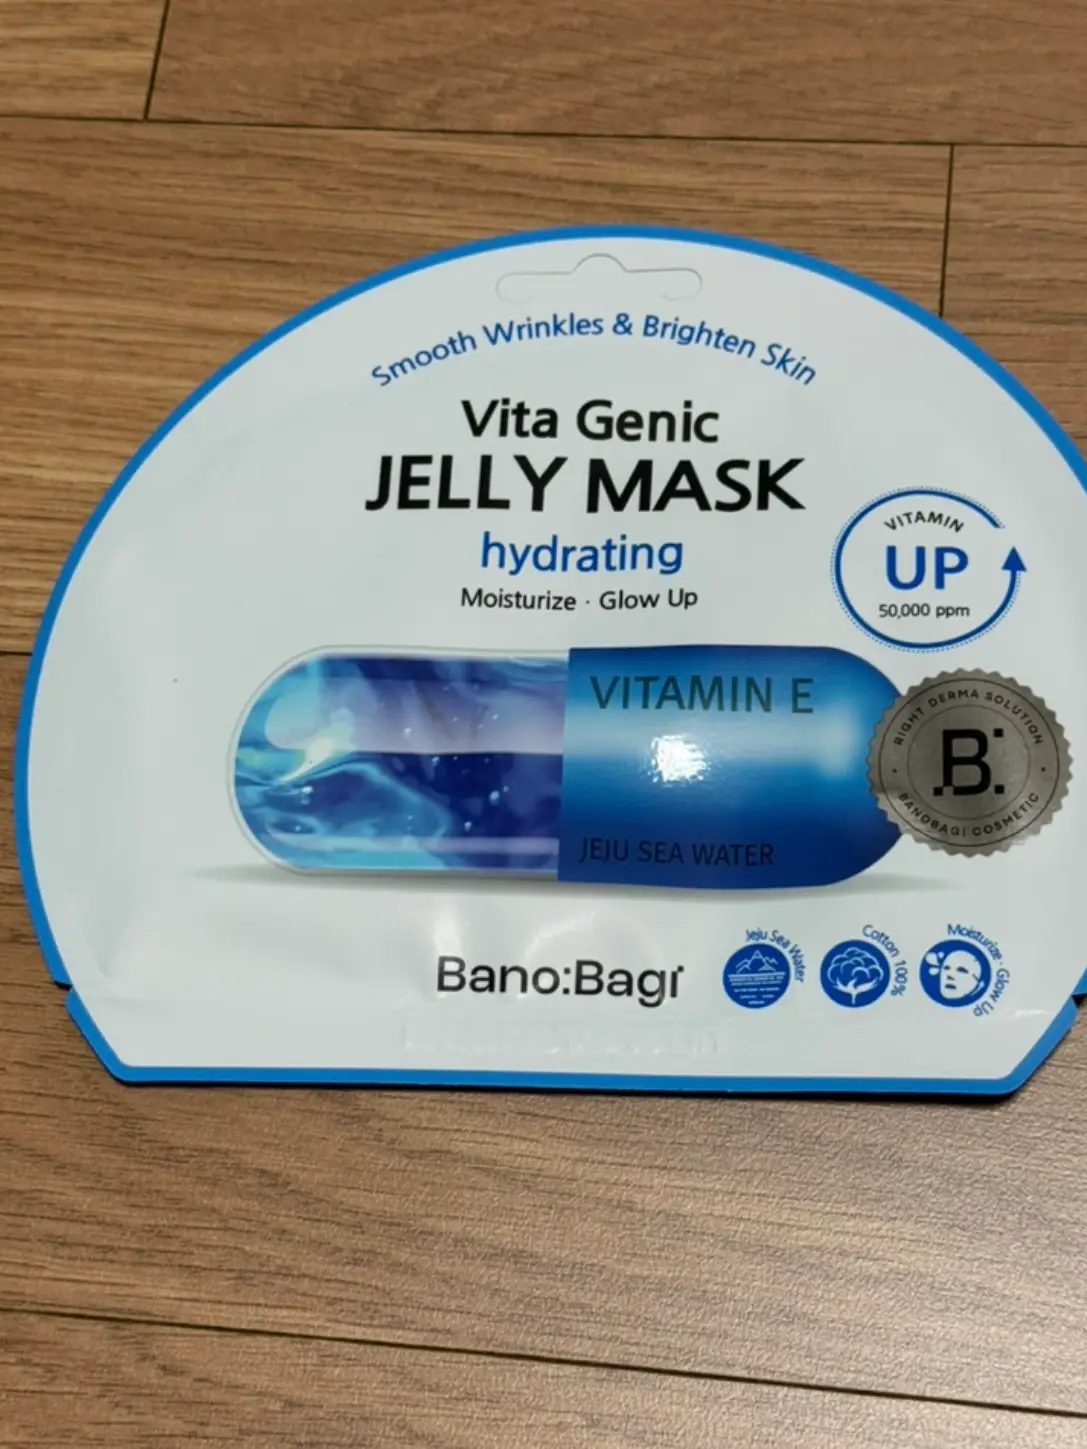 Smooth Wrinkles & Brighten Skin
Vita Genic
JELLY MASK
hydrating
Moisturize · Glow Up
VITAMIN
UP
50,000 ppm
VITAMIN E
JEJU SEA WATER
RIGHT DERMA SOLUTION
B
BANOBAGI COSMETIC
Bano:Bagi
Jeju Sea Water
Cotton 100%
Moisturize · Glow Up